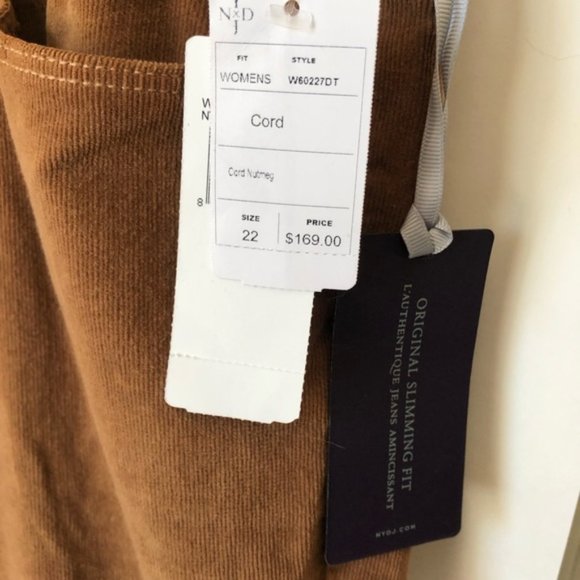 NYD
FIT STYLE
WOMENS W60227DT
Cord
Cord Nutmeg
SIZE PRICE
22 $169.00
W
N
8
ORIGINAL SLIMMING FIT
L'AUTHENTIQUE JEANS AMINCISSANT
NYDJ.COM